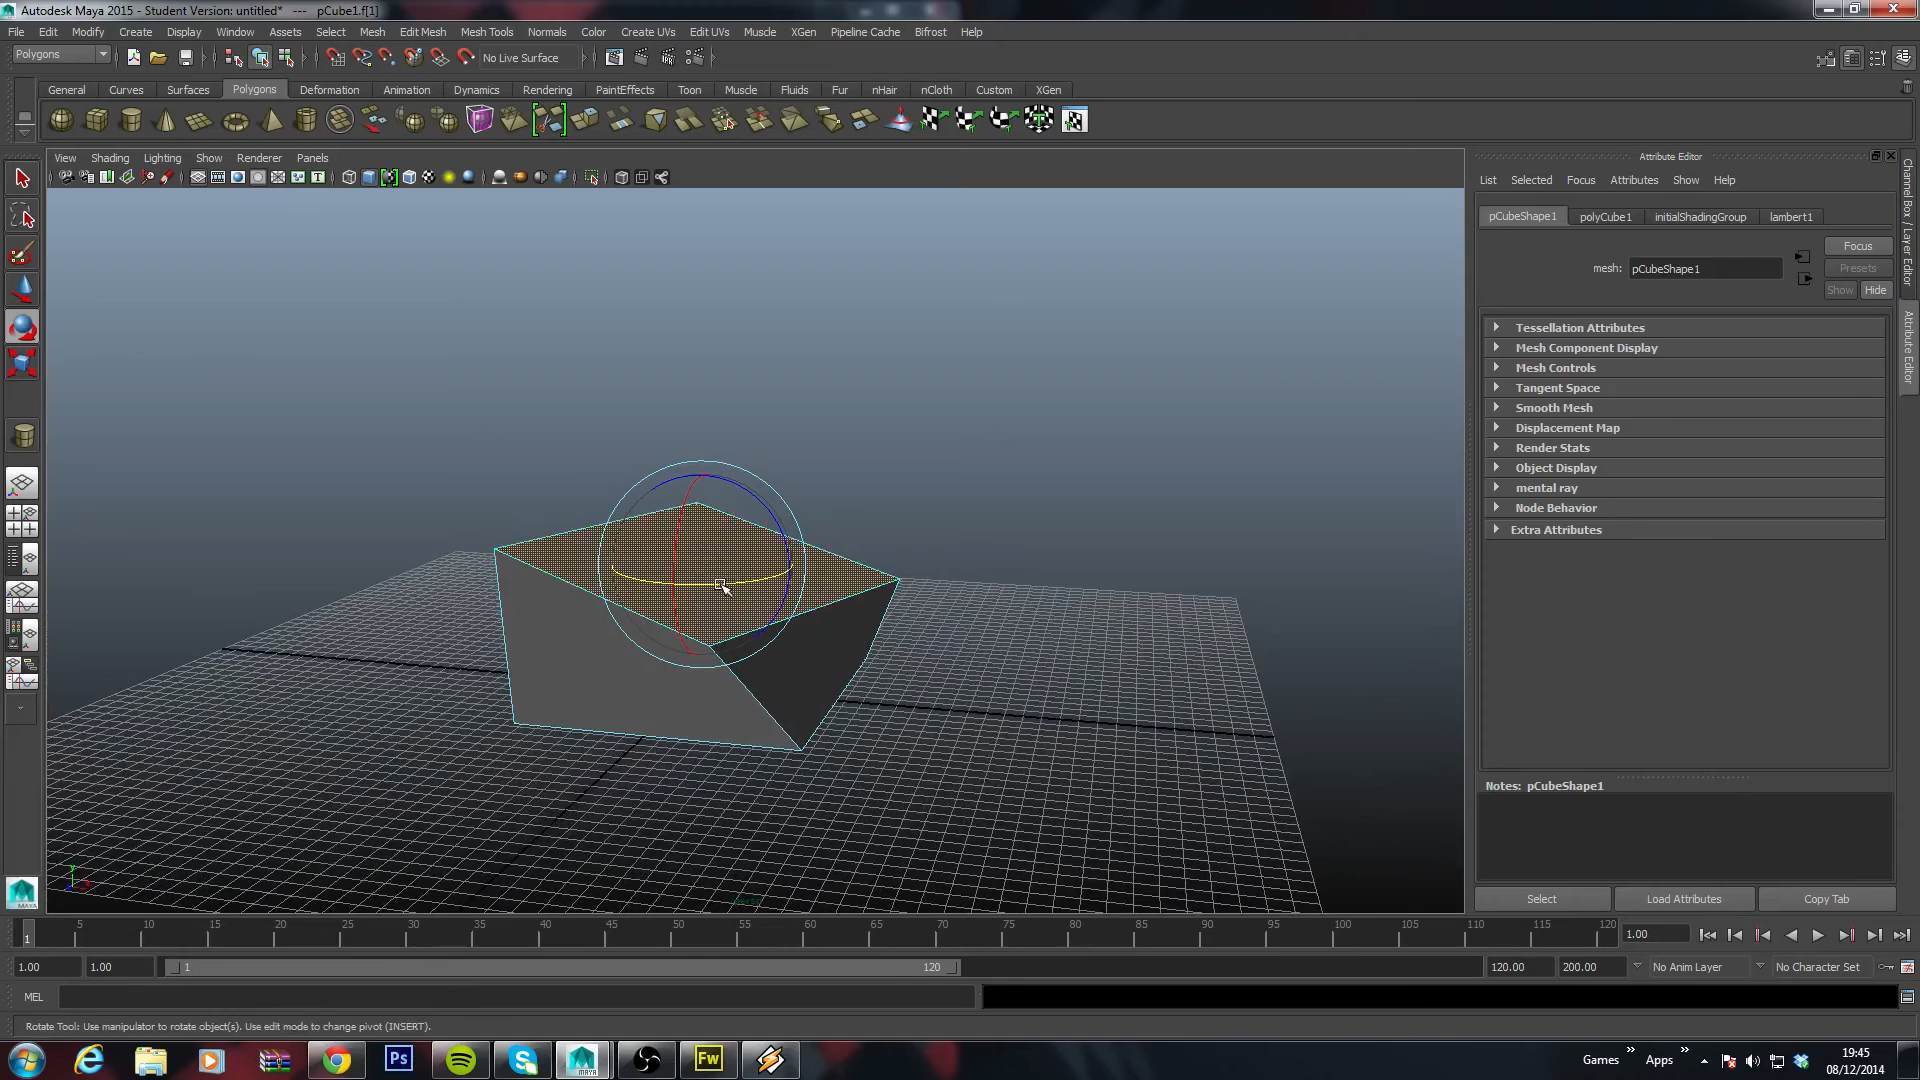 Autodesk Maya 2015 - Student Version: untitled* --- pCube1.f[1]
File Edit Modify Create Display Window Assets Select Mesh Edit Mesh Mesh Tools Normals Color Create UVs Edit UVs Muscle XGen Pipeline Cache Bifrost Help
Polygons No Live Surface
General Curves Surfaces Polygons Deformation Animation Dynamics Rendering PaintEffects Toon Muscle Fluids Fur nHair nCloth Custom XGen
View Shading Lighting Show Renderer Panels
Attribute Editor
List Selected Focus Attributes Show Help
pCubeShape1 polyCube1 initialShadingGroup lambert1
Focus
mesh: pCubeShape1 Presets
Show Hide
Tessellation Attributes
Mesh Component Display
Mesh Controls
Tangent Space
Smooth Mesh
Displacement Map
Render Stats
Object Display
mental ray
Node Behavior
Extra Attributes
Notes: pCubeShape1
Select Load Attributes Copy Tab
Channel Box / Layer Editor
Attribute Editor
MAYA
1 5 10 15 20 25 30 35 40 45 50 55 60 65 70 75 80 85 90 95 100 105 110 115 120 1.00
1.00 1.00 1 120 120.00 200.00 No Anim Layer No Character Set
MEL
Rotate Tool: Use manipulator to rotate object(s). Use edit mode to change pivot (INSERT).
Ps Fw Games Apps 19:45
08/12/2014